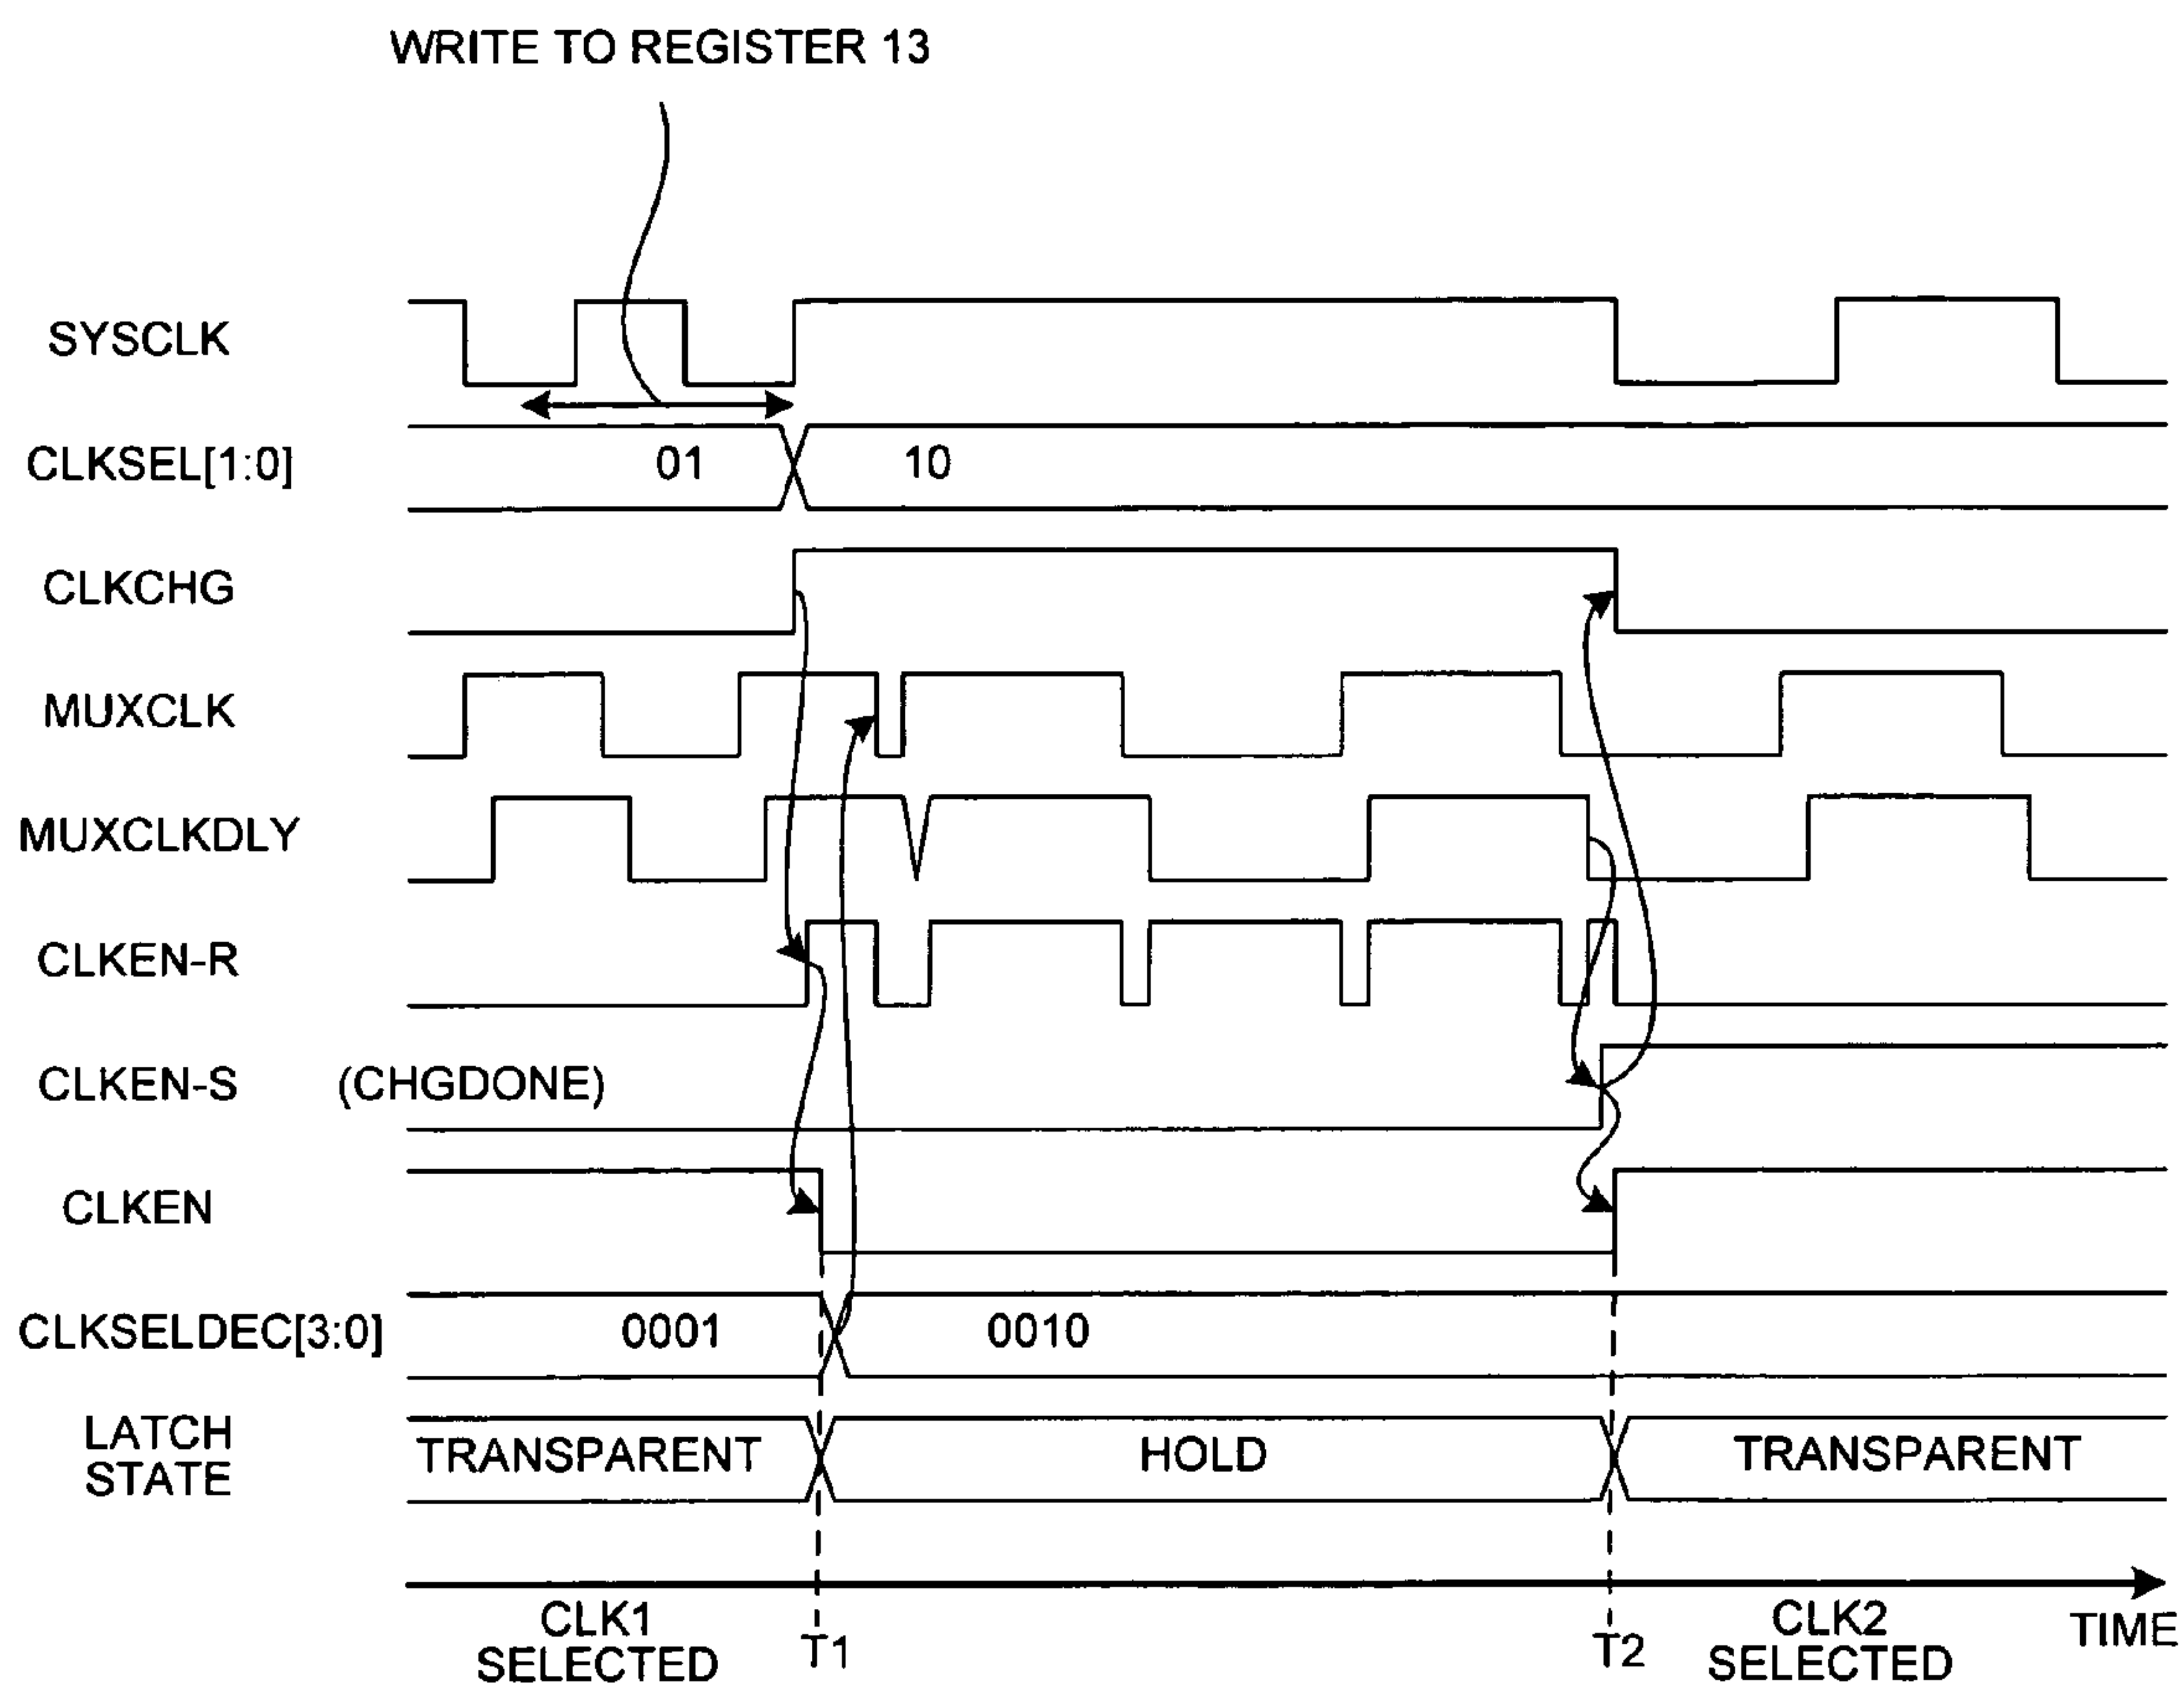 WRITE TO REGISTER 13
SYSCLK
CLKSEL[1:0] 01 10
CLKCHG
MUXCLK
MUXCLKDLY
CLKEN-R
CLKEN-S (CHGDONE)
CLKEN
CLKSELDEC[3:0] 0001 0010
LATCH
STATE
TRANSPARENT HOLD TRANSPARENT
CLK1
SELECTED
T1
T2
CLK2
SELECTED
TIME